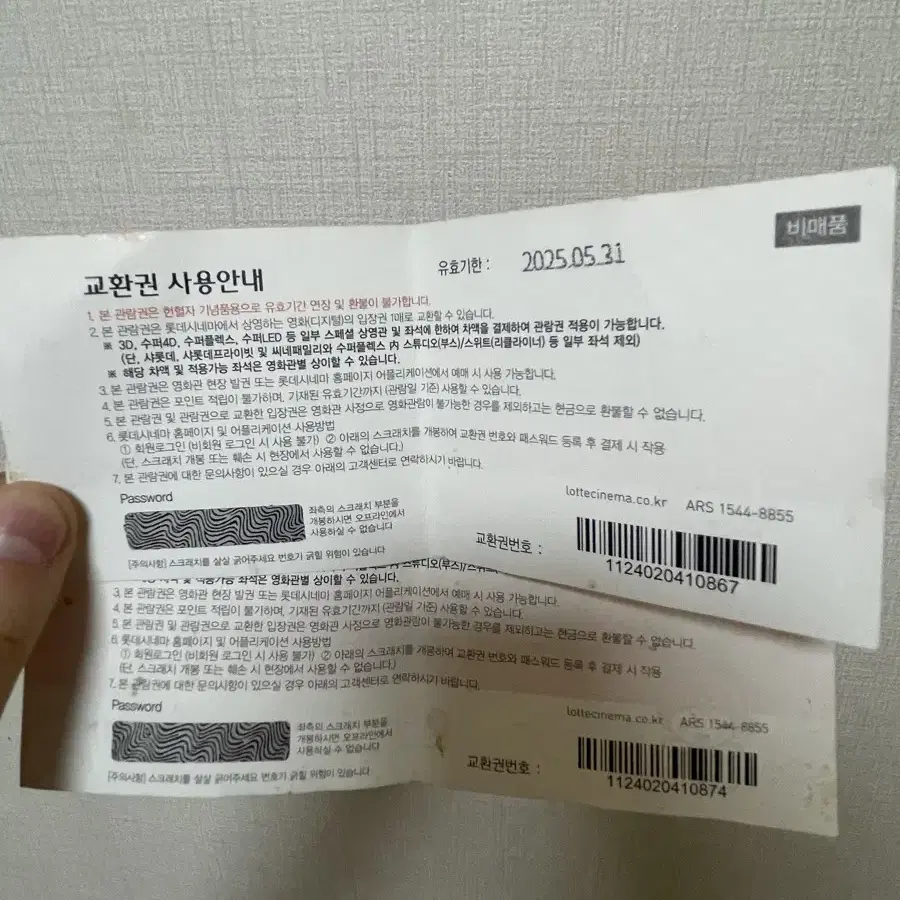 비매품
교환권 사용안내
유효기한 : 2025.05.31
1. 본 관람권은 헌혈자 기념품용으로 유효기간 연장 및 환불이 불가합니다.
2. 본 관람권은 롯데시네마에서 상영하는 영화(디지털)의 입장권 1매로 교환할 수 있습니다.
※ 3D, 수퍼4D, 수퍼플렉스, 수퍼LED 등 일부 스페셜 상영관 및 좌석에 한하여 차액을 결제하여 관람권 적용이 가능합니다.
(단, 샤롯데, 샤롯데프라이빗 및 씨네패밀리와 수퍼플렉스 内 스튜디오(부스)/스위트(리클라이너) 등 일부 좌석 제외)
※ 해당 차액 및 적용가능 좌석은 영화관별 상이할 수 있습니다.
3. 본 관람권은 영화관 현장 발권 또는 롯데시네마 홈페이지 어플리케이션에서 예매 시 사용 가능합니다.
4. 본 관람권은 포인트 적립이 불가하며, 기재된 유효기간까지 (관람일 기준) 사용할 수 있습니다.
5. 본 관람권 및 관람권으로 교환한 입장권은 영화관 사정으로 영화관람이 불가능한 경우를 제외하고는 현금으로 환불할 수 없습니다.
6. 롯데시네마 홈페이지 및 어플리케이션 사용방법
① 회원로그인 (비회원 로그인 시 사용 불가) ② 아래의 스크래치를 개봉하여 교환권 번호와 패스워드 등록 후 결제 시 작용
(단, 스크래치 개봉 또는 훼손 시 현장에서 사용할 수 없습니다.)
7. 본 관람권에 대한 문의사항이 있으실 경우 아래의 고객센터로 연락하시기 바랍니다.
lottecinema.co.kr ARS 1544-8855
Password
좌측의 스크래치 부분을
개봉하시면 오프라인에서
사용하실 수 없습니다
[주의사항] 스크래치를 살살 긁어주세요 번호가 긁힐 위험이 있습니다
교환권번호 :
1124020410867
적용가능 좌석은 영화관별 상이할 수 있습니다.
3. 본 관람권은 영화관 현장 발권 또는 롯데시네마 홈페이지 어플리케이션에서 예매 시 사용 가능합니다.
4. 본 관람권은 포인트 적립이 불가하며, 기재된 유효기간까지 (관람일 기준) 사용할 수 있습니다.
5. 본 관람권 및 관람권으로 교환한 입장권은 영화관 사정으로 영화관람이 불가능한 경우를 제외하고는 현금으로 환불할 수 없습니다.
6. 롯데시네마 홈페이지 및 어플리케이션 사용방법
① 회원로그인 (비회원 로그인 시 사용 불가) ② 아래의 스크래치를 개봉하여 교환권 번호와 패스워드 등록 후 결제 시 작용
(단, 스크래치 개봉 또는 훼손 시 현장에서 사용할 수 없습니다.)
7. 본 관람권에 대한 문의사항이 있으실 경우 아래의 고객센터로 연락하시기 바랍니다.
lottecinema.co.kr ARS 1544-8855
Password
좌측의 스크래치 부분을
개봉하시면 오프라인에서
사용하실 수 없습니다
[주의사항] 스크래치를 살살 긁어주세요 번호가 긁힐 위험이 있습니다
교환권번호 :
1124020410874